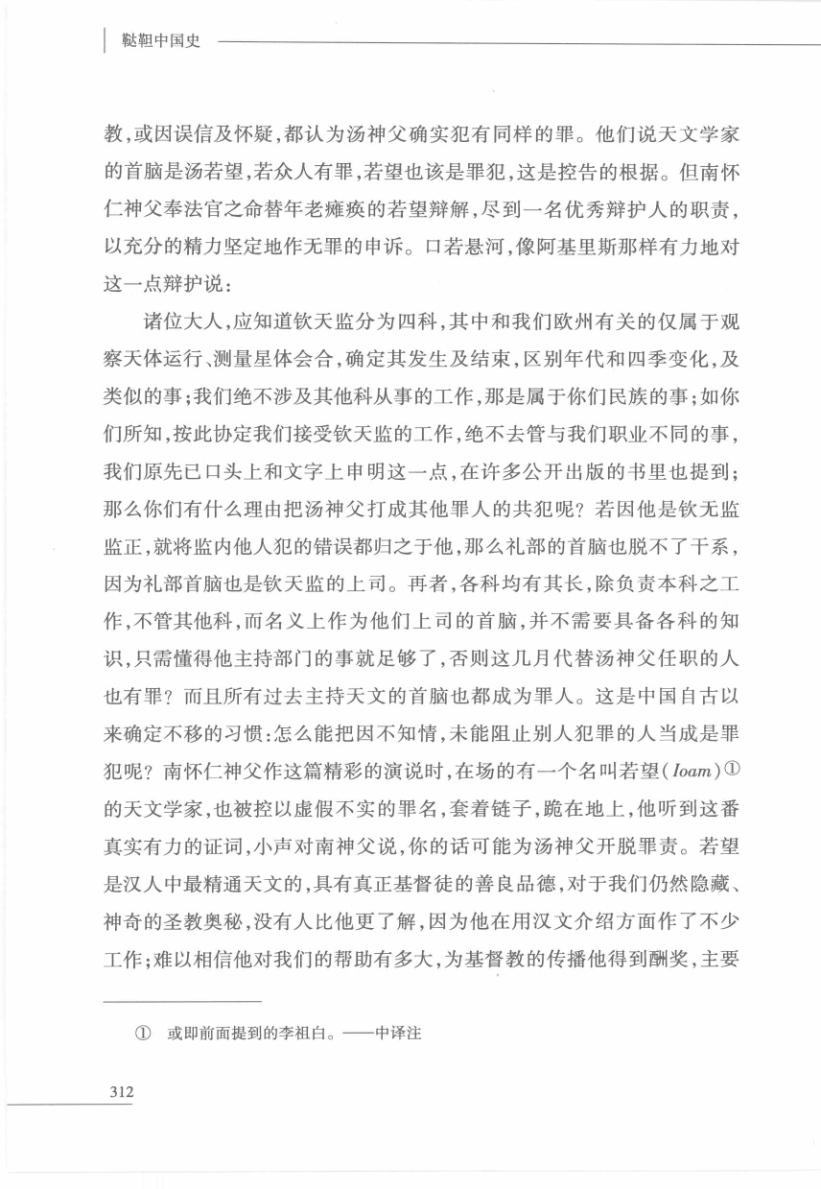 鞑靼中国史
教,或因误信及怀疑,都认为汤神父确实犯有同样的罪。他们说天文学家
的首脑是汤若望,若众人有罪,若望也该是罪犯,这是控告的根据。但南怀
仁神父奉法官之命替年老瘫痪的若望辩解,尽到一名优秀辩护人的职责,
以充分的精力坚定地作无罪的申诉。口若悬河,像阿基里斯那样有力地对
这一点辩护说:
诸位大人,应知道钦天监分为四科,其中和我们欧州有关的仅属于观
察天体运行、测量星体会合,确定其发生及结束,区别年代和四季变化,及
类似的事;我们绝不涉及其他科从事的工作,那是属于你们民族的事;如你
们所知,按此协定我们接受钦天监的工作,绝不去管与我们职业不同的事,
我们原先已口头上和文字上申明这一点,在许多公开出版的书里也提到;
那么你们有什么理由把汤神父打成其他罪人的共犯呢?若因他是钦无监
监正,就将监内他人犯的错误都归之于他,那么礼部的首脑也脱不了干系,
因为礼部首脑也是钦天监的上司。再者,各科均有其长,除负责本科之工
作,不管其他科,而名义上作为他们上司的首脑,并不需要具备各科的知
识,只需懂得他主持部门的事就足够了,否则这几月代替汤神父任职的人
也有罪?而且所有过去主持天文的首脑也都成为罪人。这是中国自古以
来确定不移的习惯:怎么能把因不知情,未能阻止别人犯罪的人当成是罪
犯呢?南怀仁神父作这篇精彩的演说时,在场的有一个名叫若望(Ioam)①
的天文学家,也被控以虚假不实的罪名,套着链子,跪在地上,他听到这番
真实有力的证词,小声对南神父说,你的话可能为汤神父开脱罪责。若望
是汉人中最精通天文的,具有真正基督徒的善良品德,对于我们仍然隐藏、
神奇的圣教奥秘,没有人比他更了解,因为他在用汉文介绍方面作了不少
工作;难以相信他对我们的帮助有多大,为基督教的传播他得到酬奖,主要
① 或即前面提到的李祖白。——中译注
312